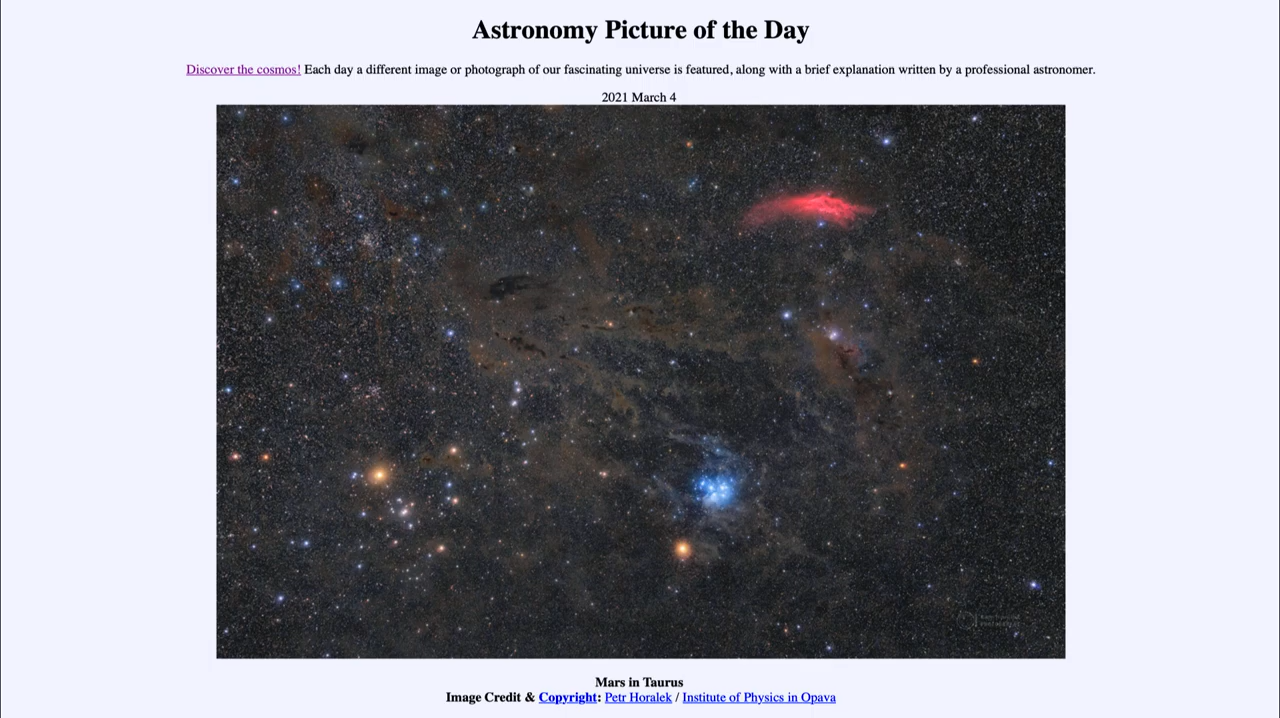 Astronomy Picture of the Day
Discover the cosmos! Each day a different image or photograph of our fascinating universe is featured, along with a brief explanation written by a professional astronomer.
2021 March 4
Mars in Taurus
Image Credit & Copyright: Petr Horalek / Institute of Physics in Opava